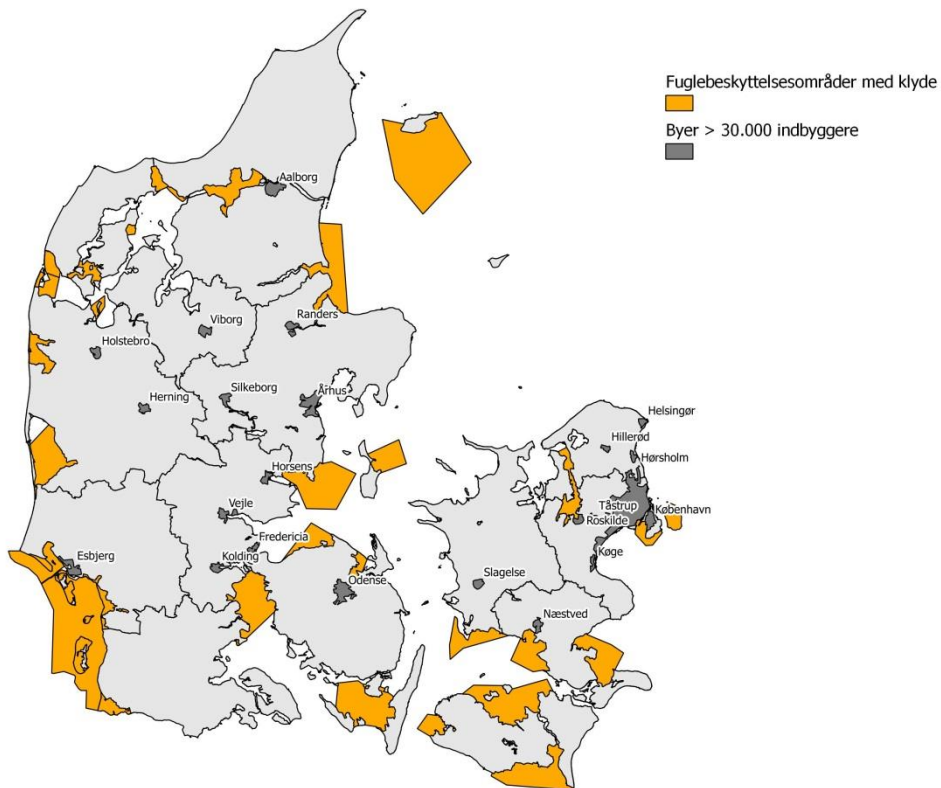 Fuglebeskyttelsesområder med klyde
Byer > 30.000 indbyggere
Aalborg
Viborg
Randers
Holstebro
Silkeborg
Århus
Herning
Helsingør
Hillerød
Hørsholm
Horsens
Vejle
Tåstrup
København
Roskilde
Fredericia
Køge
Esbjerg
Kolding
Odense
Slagelse
Næstved